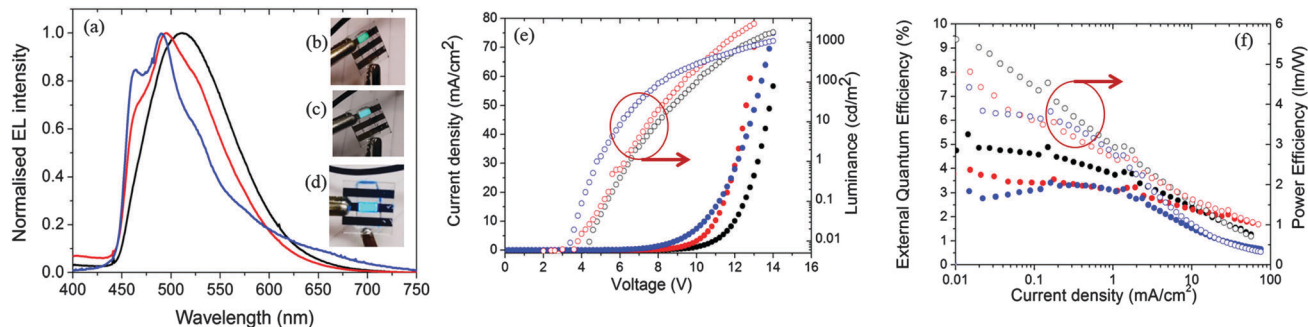 (a)
(b)
(c)
(d)
Normalised EL intensity
1.0
0.8
0.6
0.4
0.2
0.0
400 450 500 550 600 650 700 750
Wavelength (nm)
(e)
Current density (mA/cm²)
80
70
60
50
40
30
20
10
0
0 2 4 6 8 10 12 14 16
Voltage (V)
1000
100
10
1
0.1
0.01
Luminance (cd/m²)
(f)
External Quantum Efficiency (%)
10
9
8
7
6
5
4
3
2
1
0
0.01 0.1 1 10 100
Current density (mA/cm²)
6
5
4
3
2
1
0
Power Efficiency (lm/W)